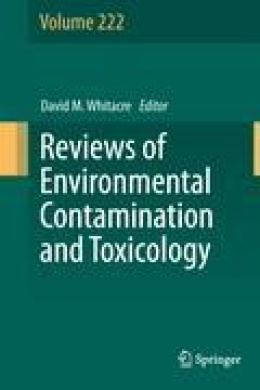 Volume 222
David M. Whitacre Editor
Reviews of
Environmental
Contamination
and Toxicology
Springer